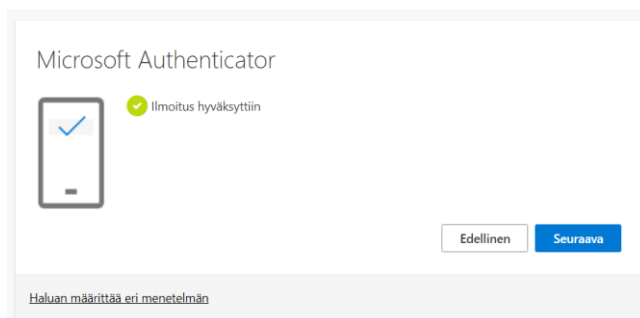 Microsoft Authenticator
Ilmoitus hyväksyttiin
Edellinen
Seuraava
Haluan määrittää eri menetelmän